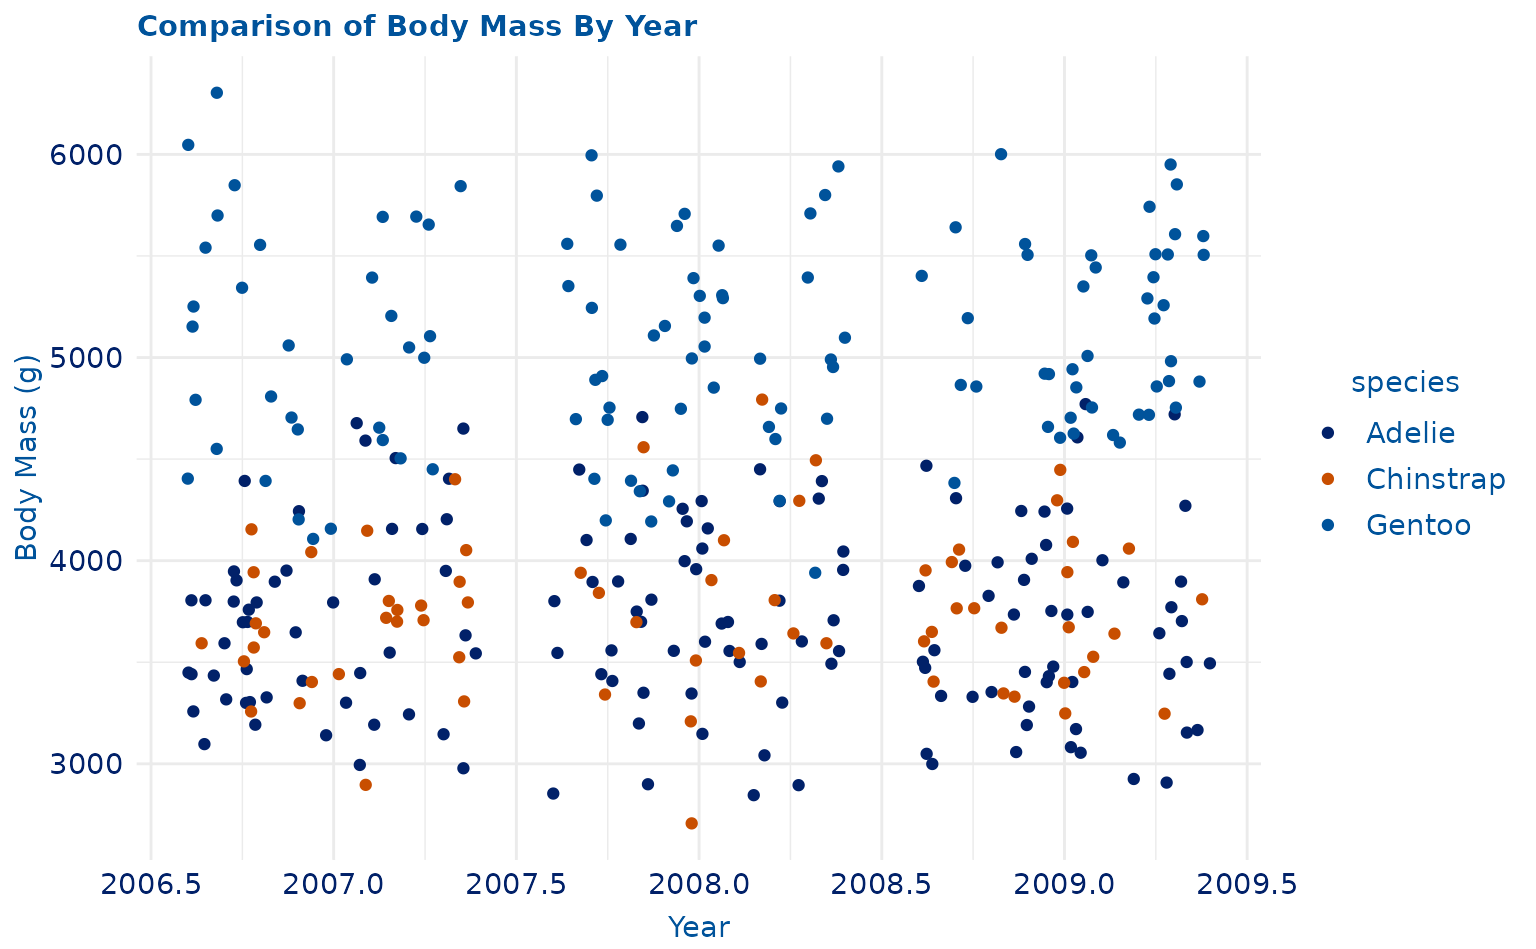 Comparison of Body Mass By Year
Body Mass (g)
6000
5000
4000
3000
2006.5 2007.0 2007.5 2008.0 2008.5 2009.0 2009.5
Year
species
Adelie
Chinstrap
Gentoo